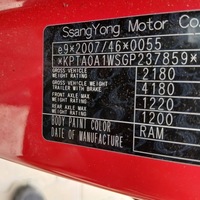 SsangYong Motor Co.
e9*2007/46*0055
*KPTA0A1WSGP237859*
GROSS VEHICLE WEIGHT RATING 2180
GROSS VEHICLE TRAILER WITH BRAKE 4180
FRONT AXLE MAX WEIGHT RATING 1220
REAR AXLE MAX WEIGHT RATING 1200
BODY PAINT COLOR RAM
DATE OF MANUFACTURE